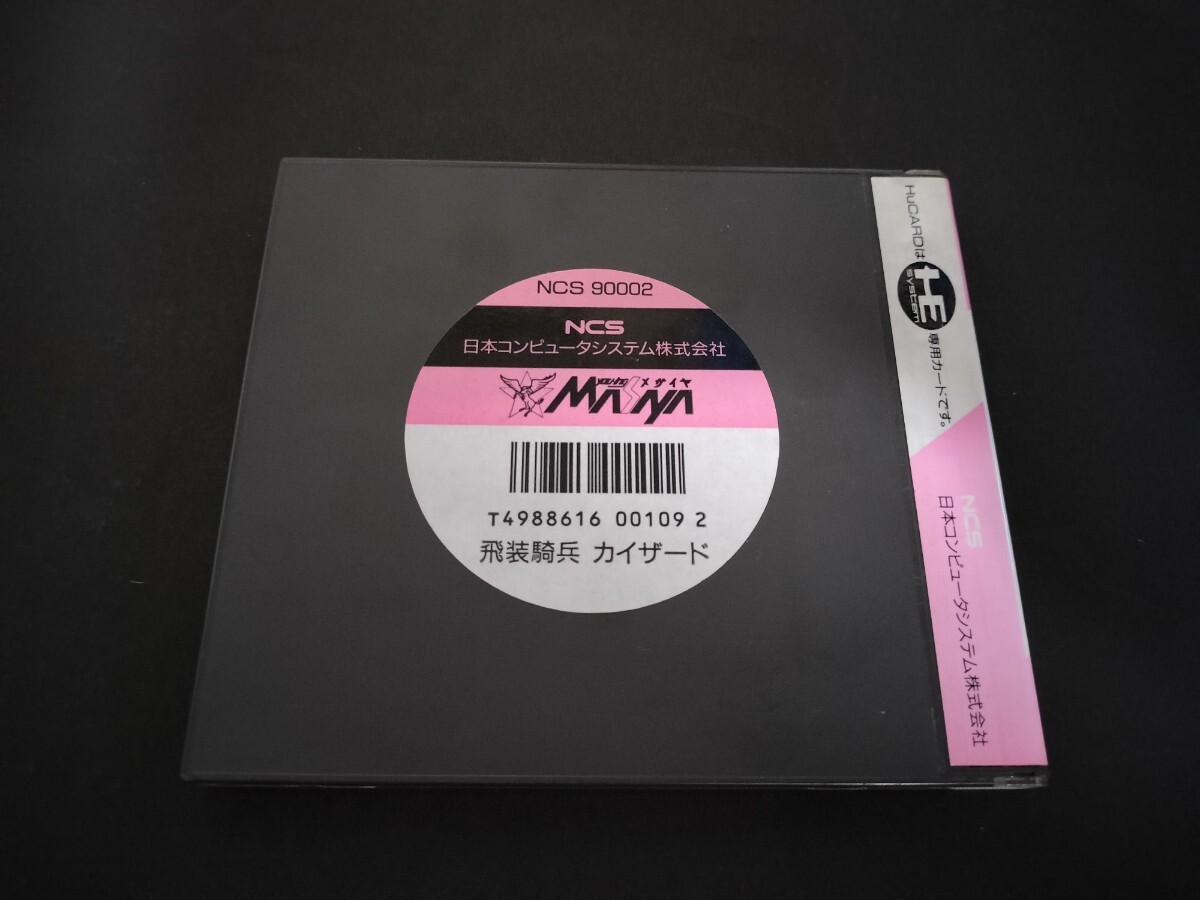 NCS 90002
NCS
日本コンピュータシステム株式会社
メサイヤ
MASAYA
T4988616 00109 2
飛装騎兵 カイザード
HuCARDは HE system 専用カードです。
NCS
日本コンピュータシステム株式会社